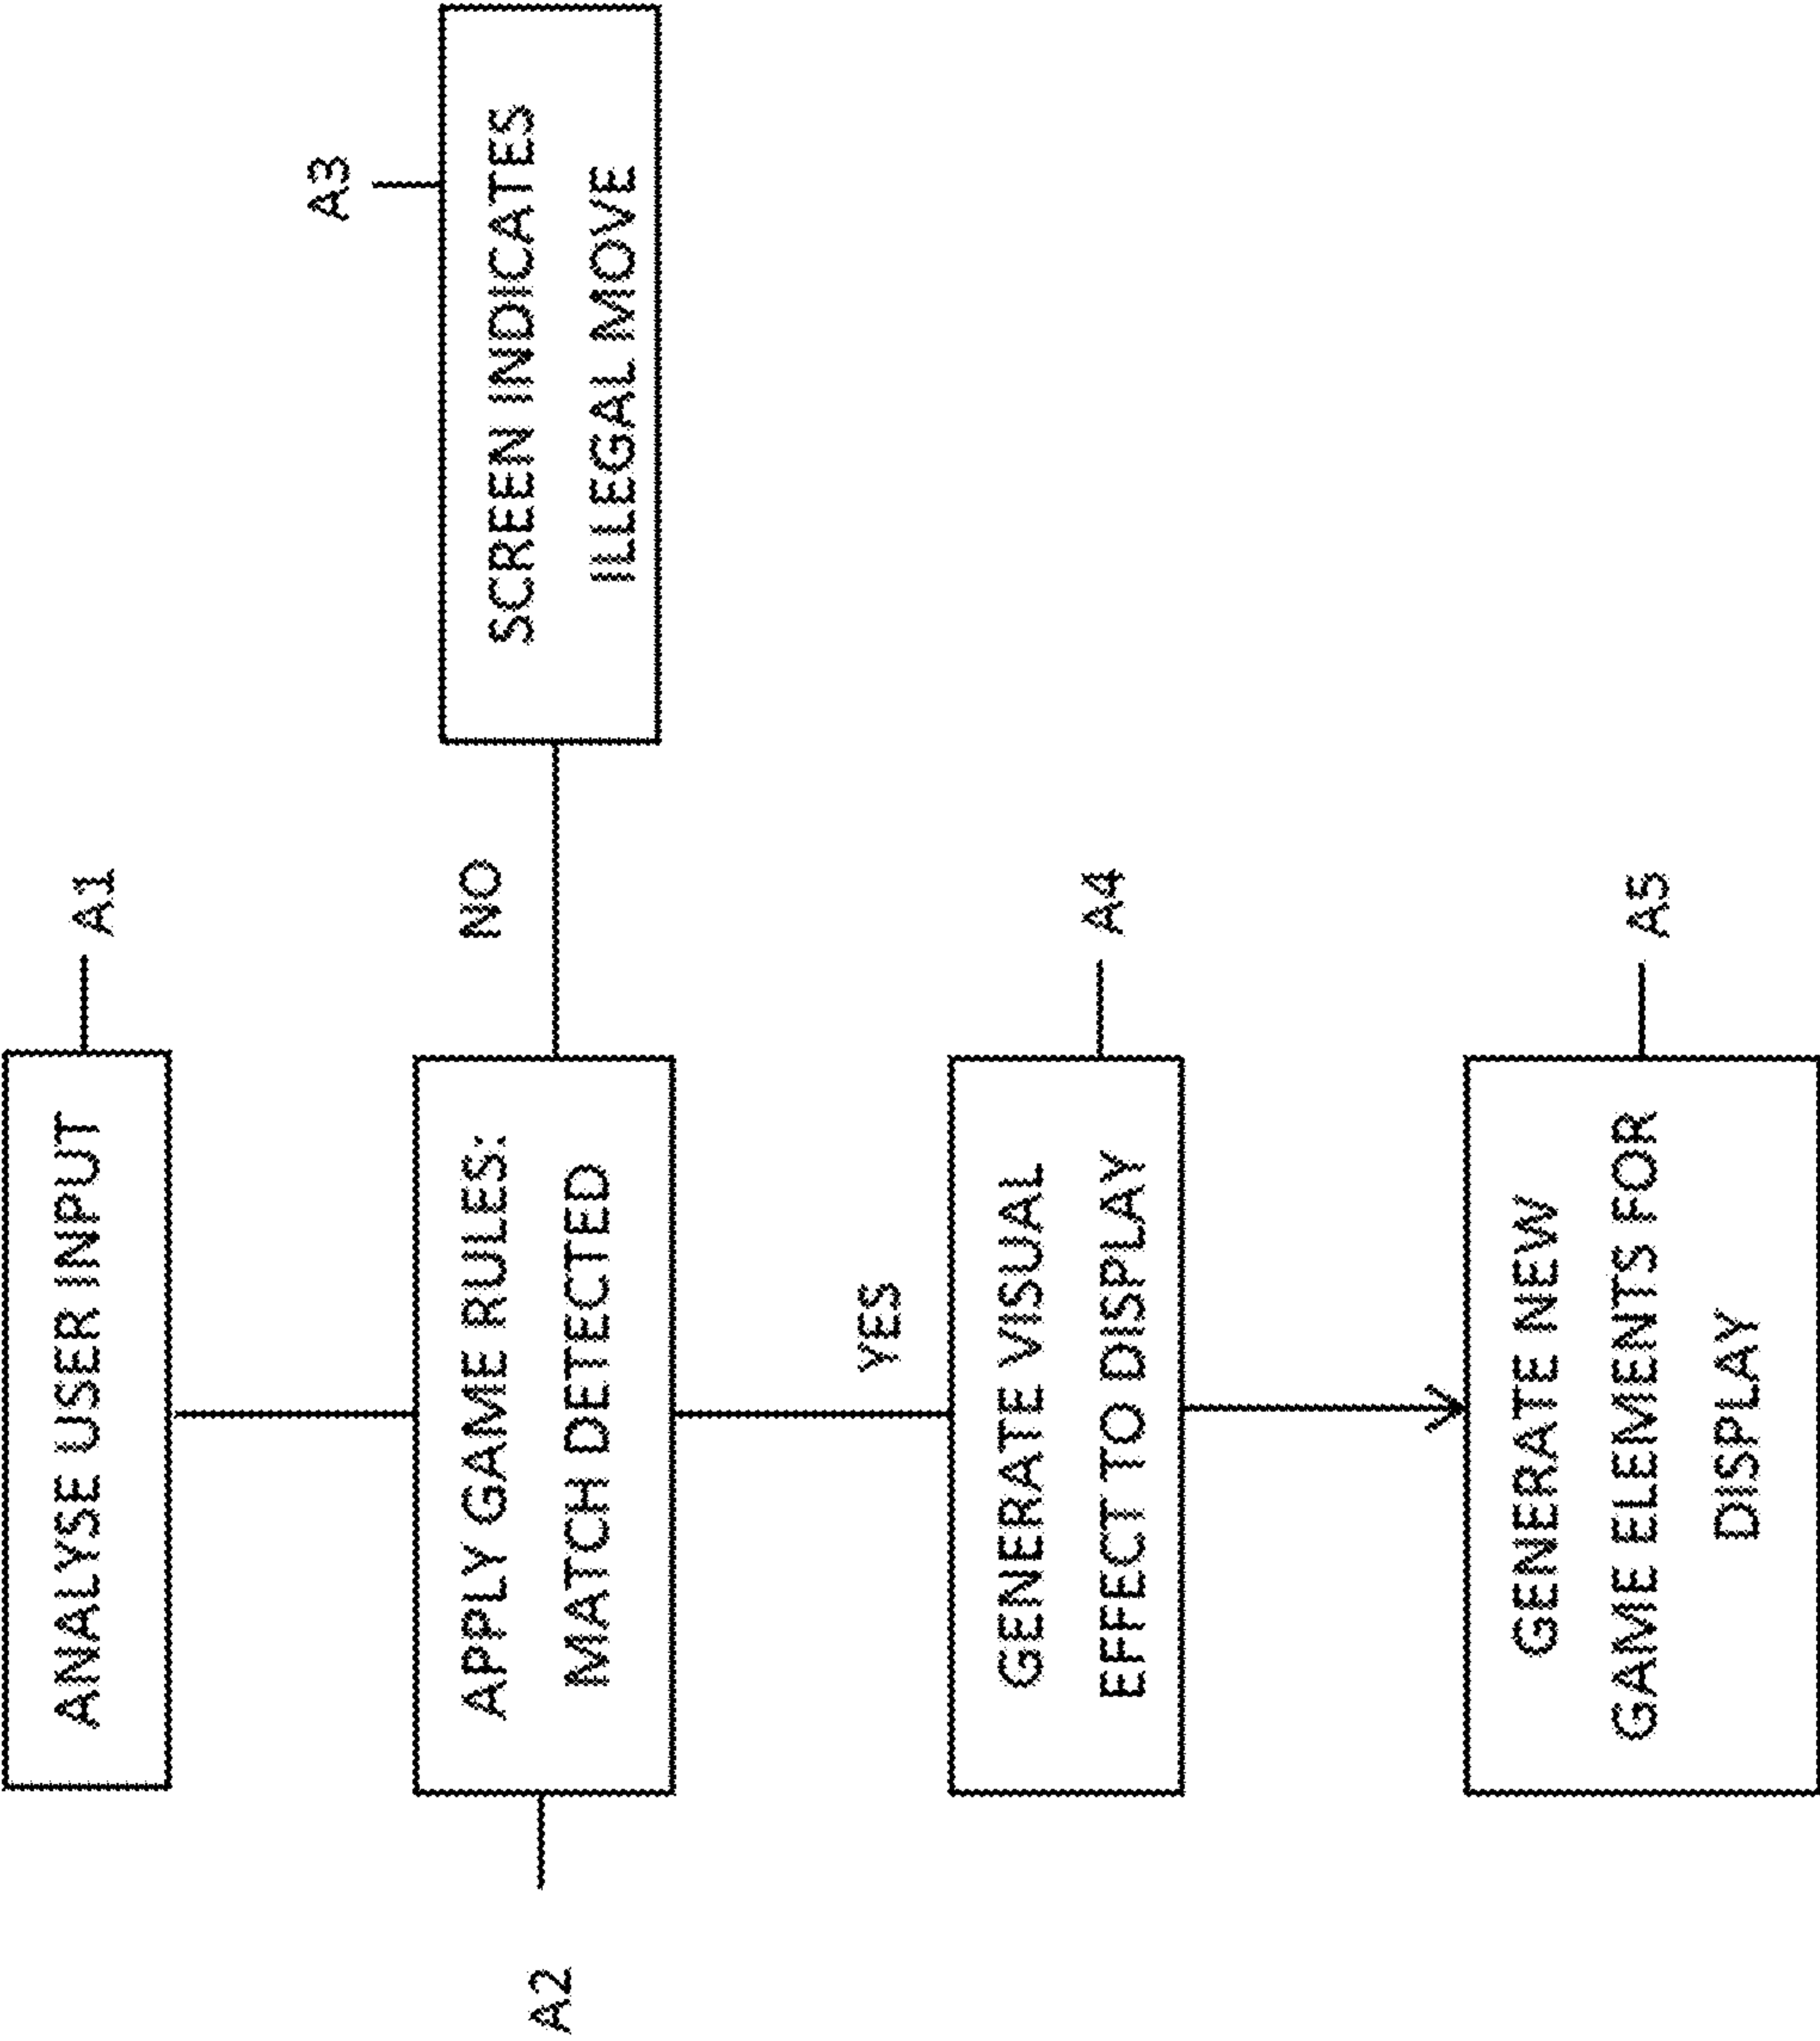 ANALYSE USER INPUT
A1
APPLY GAME RULES:
MATCH DETECTED
A2
NO
SCREEN INDICATES
ILLEGAL MOVE
A3
YES
GENERATE VISUAL
EFFECT TO DISPLAY
A4
GENERATE NEW
GAME ELEMENTS FOR
DISPLAY
A5